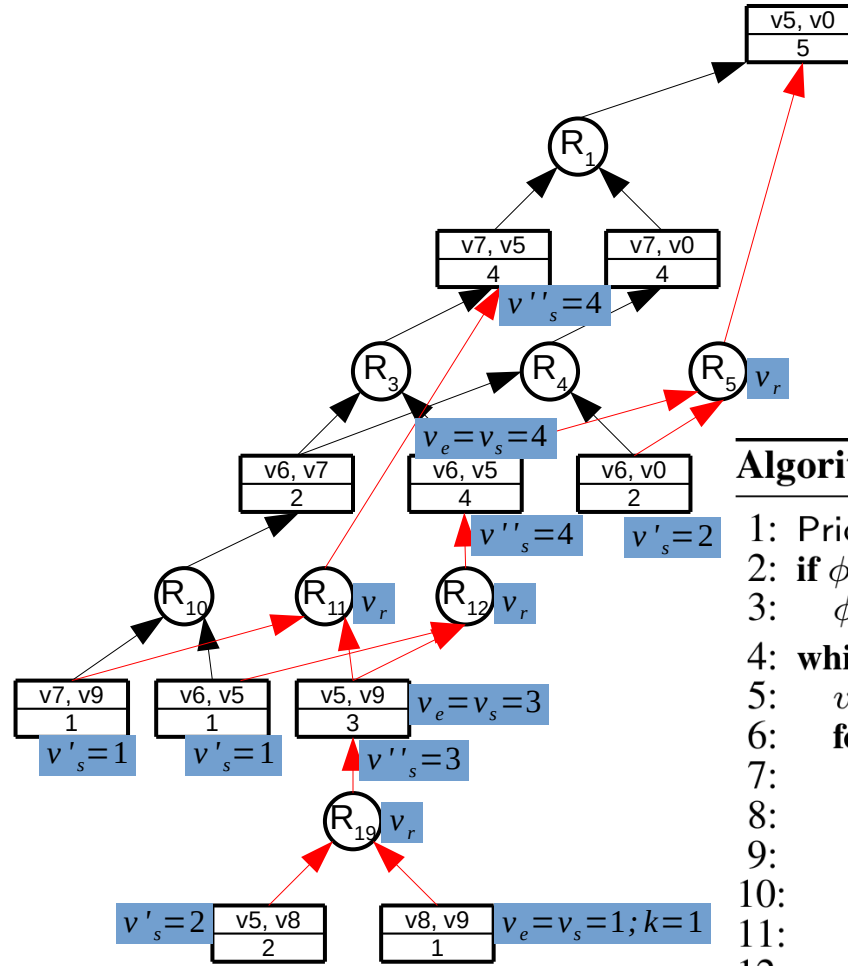 v5, v0
5
R1
v7, v5
4
v7, v0
4
v''s=4
R3
R4
R5
vr
ve=vs=4
v6, v7
2
v6, v5
4
v6, v0
2
v''s=4
v's=2
R10
R11
vr
R12
vr
v7, v9
1
v6, v5
1
v5, v9
3
ve=vs=3
v's=1
v's=1
v''s=3
R19
vr
v's=2
v5, v8
2
v8, v9
1
ve=vs=1;k=1
Algorit
1: Pric
2: if ϕ
3: ϕ
4: whi
5: v
6: fo
7:
8:
9:
10:
11:
12